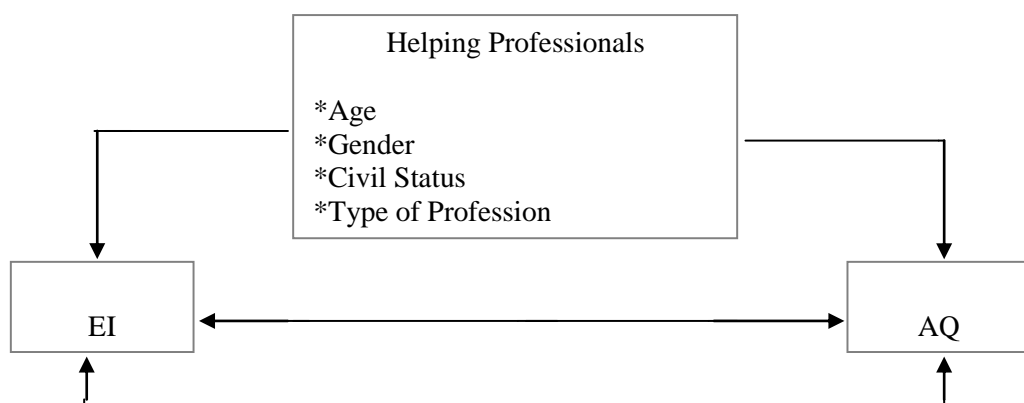 Helping Professionals
*Age
*Gender
*Civil Status
*Type of Profession
EI
AQ